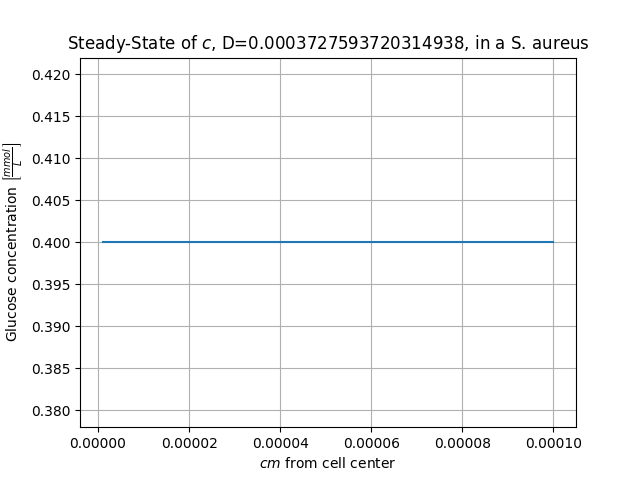 Steady-State of c, D=0.0003727593720314938, in a S. aureus
0.420
0.415
0.410
0.405
0.400
0.395
0.390
0.385
0.380
Glucose concentration [mmol/L]
0.00000 0.00002 0.00004 0.00006 0.00008 0.00010
cm from cell center